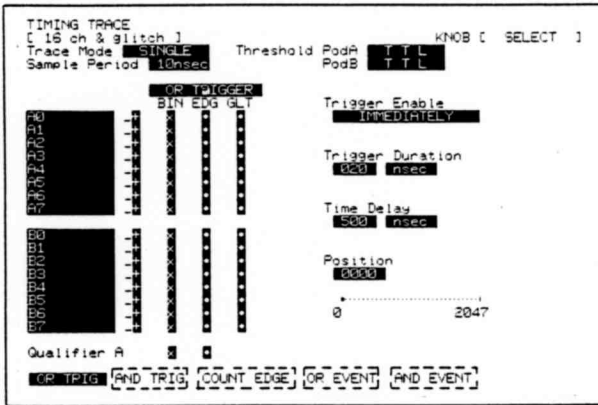 TIMING TRACE
[ 16 ch & glitch ] KNOB [ SELECT ]
Trace Mode SINGLE Threshold PodA T T L
Sample Period 10nsec PodB T T L
OR TRIGGER
BIN EDG GLT Trigger Enable
A0 _+ × • • IMMEDIATELY
A1 _+ × • •
A2 _+ × • •
A3 _+ × • • Trigger Duration
A4 _+ × • • 020 nsec
A5 _+ × • •
A6 _+ × • •
A7 _+ × • • Time Delay
500 nsec
B0 _+ × • •
B1 _+ × • •
B2 _+ × • • Position
B3 _+ × • • 0000
B4 _+ × • •
B5 _+ × • •
B6 _+ × • • 0 2047
B7 _+ × • •
Qualifier A × •
OR TRIG AND TRIG COUNT EDGE OR EVENT AND EVENT